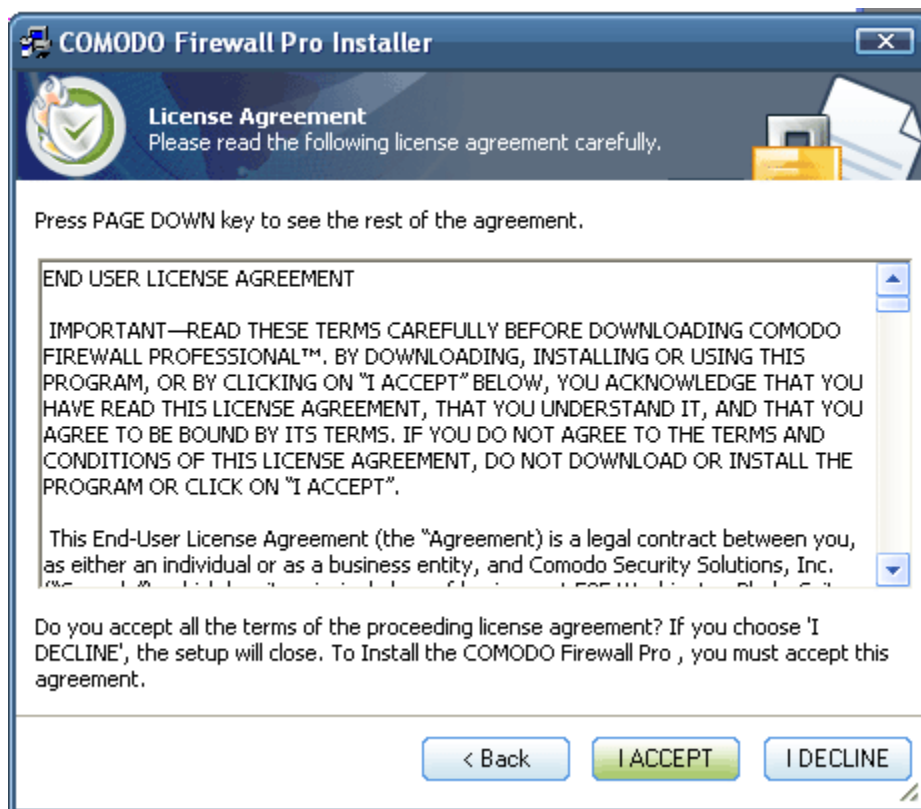 COMODO Firewall Pro Installer
License Agreement
Please read the following license agreement carefully.
Press PAGE DOWN key to see the rest of the agreement.
END USER LICENSE AGREEMENT
IMPORTANT—READ THESE TERMS CAREFULLY BEFORE DOWNLOADING COMODO
FIREWALL PROFESSIONAL™. BY DOWNLOADING, INSTALLING OR USING THIS
PROGRAM, OR BY CLICKING ON “I ACCEPT” BELOW, YOU ACKNOWLEDGE THAT YOU
HAVE READ THIS LICENSE AGREEMENT, THAT YOU UNDERSTAND IT, AND THAT YOU
AGREE TO BE BOUND BY ITS TERMS. IF YOU DO NOT AGREE TO THE TERMS AND
CONDITIONS OF THIS LICENSE AGREEMENT, DO NOT DOWNLOAD OR INSTALL THE
PROGRAM OR CLICK ON “I ACCEPT”.
This End-User License Agreement (the “Agreement) is a legal contract between you,
as either an individual or as a business entity, and Comodo Security Solutions, Inc.
Do you accept all the terms of the proceeding license agreement? If you choose 'I
DECLINE', the setup will close. To Install the COMODO Firewall Pro , you must accept this
agreement.
< Back
I ACCEPT
I DECLINE